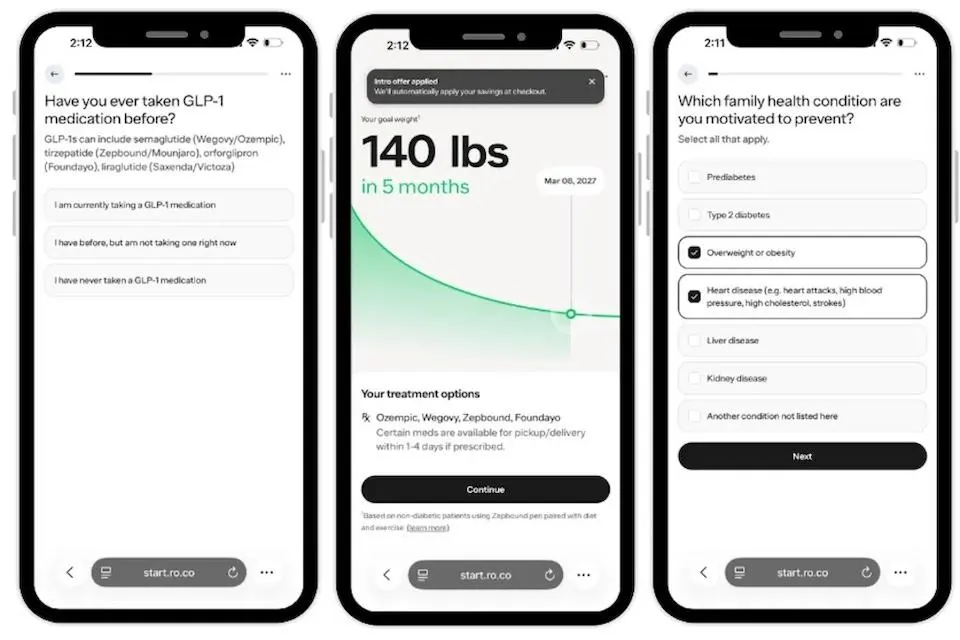 2:12
Have you ever taken GLP-1
medication before?
GLP-1s can include semaglutide (Wegovy/Ozempic),
tirzepatide (Zepbound/Mounjaro), orforglipron
(Foundayo), liraglutide (Saxenda/Victoza)
I am currently taking a GLP-1 medication
I have before, but am not taking one right now
I have never taken a GLP-1 medication
start.ro.co
2:12
Intro offer applied
We'll automatically apply your savings at checkout.
Your goal weight¹
140 lbs
in 5 months
Mar 08, 2027
Your treatment options
Ozempic, Wegovy, Zepbound, Foundayo
Certain meds are available for pickup/delivery
within 1-4 days if prescribed.
Continue
¹Based on non-diabetic patients using Zepbound pen paired with diet
and exercise. (learn more)
start.ro.co
2:11
Which family health condition are
you motivated to prevent?
Select all that apply.
Prediabetes
Type 2 diabetes
Overweight or obesity
Heart disease (e.g. heart attacks, high blood
pressure, high cholesterol, strokes)
Liver disease
Kidney disease
Another condition not listed here
Next
start.ro.co